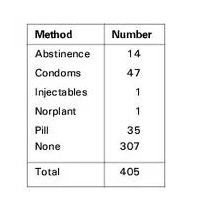 Method Number
Abstinence 14
Condoms 47
Injectables 1
Norplant 1
Pill 35
None 307
Total 405